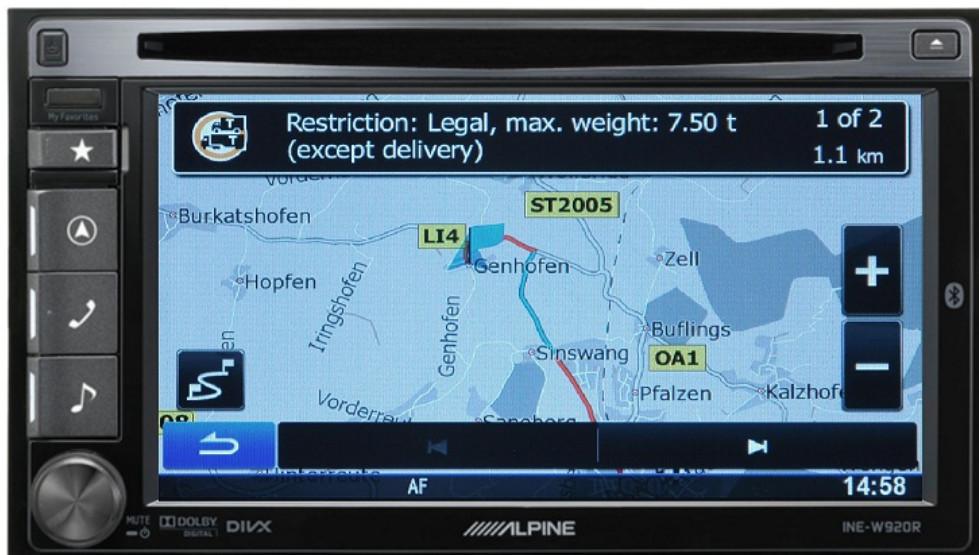 My Favorites
Restriction: Legal, max. weight: 7.50 t
(except delivery)
1 of 2
1.1 km
ST2005
Burkatshofen
LI4
Genhofen
Zell
Hopfen
Iringshofen
Genhofen
Buflings
Sinswang
OA1
Pfalzen
Kalzhofe
Vorderreu
08
AF
14:58
MUTE
DOLBY
DIGITAL
DIVX
ALPINE
INE-W920R